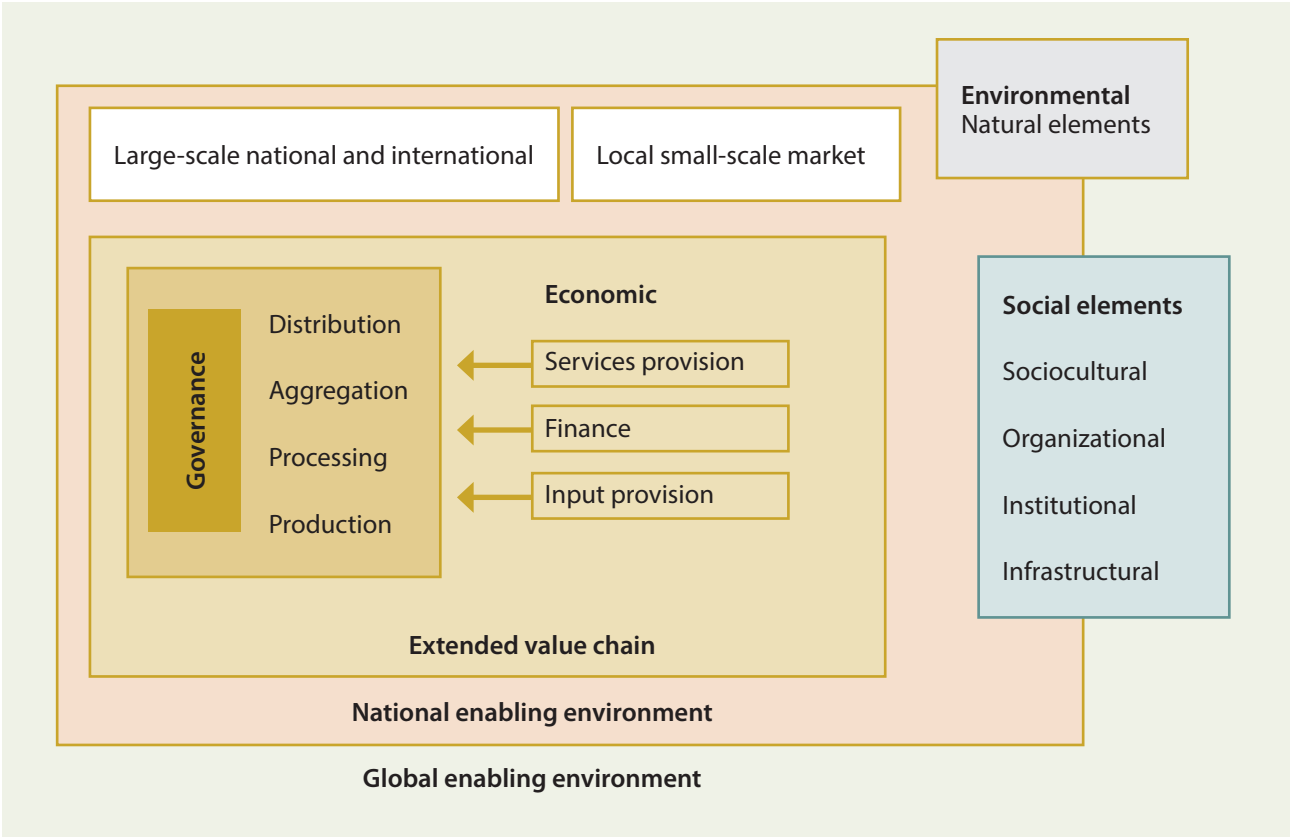 Environmental
Natural elements
Large-scale national and international
Local small-scale market
Governance
Distribution
Aggregation
Processing
Production
Economic
Services provision
Finance
Input provision
Extended value chain
Social elements
Sociocultural
Organizational
Institutional
Infrastructural
National enabling environment
Global enabling environment